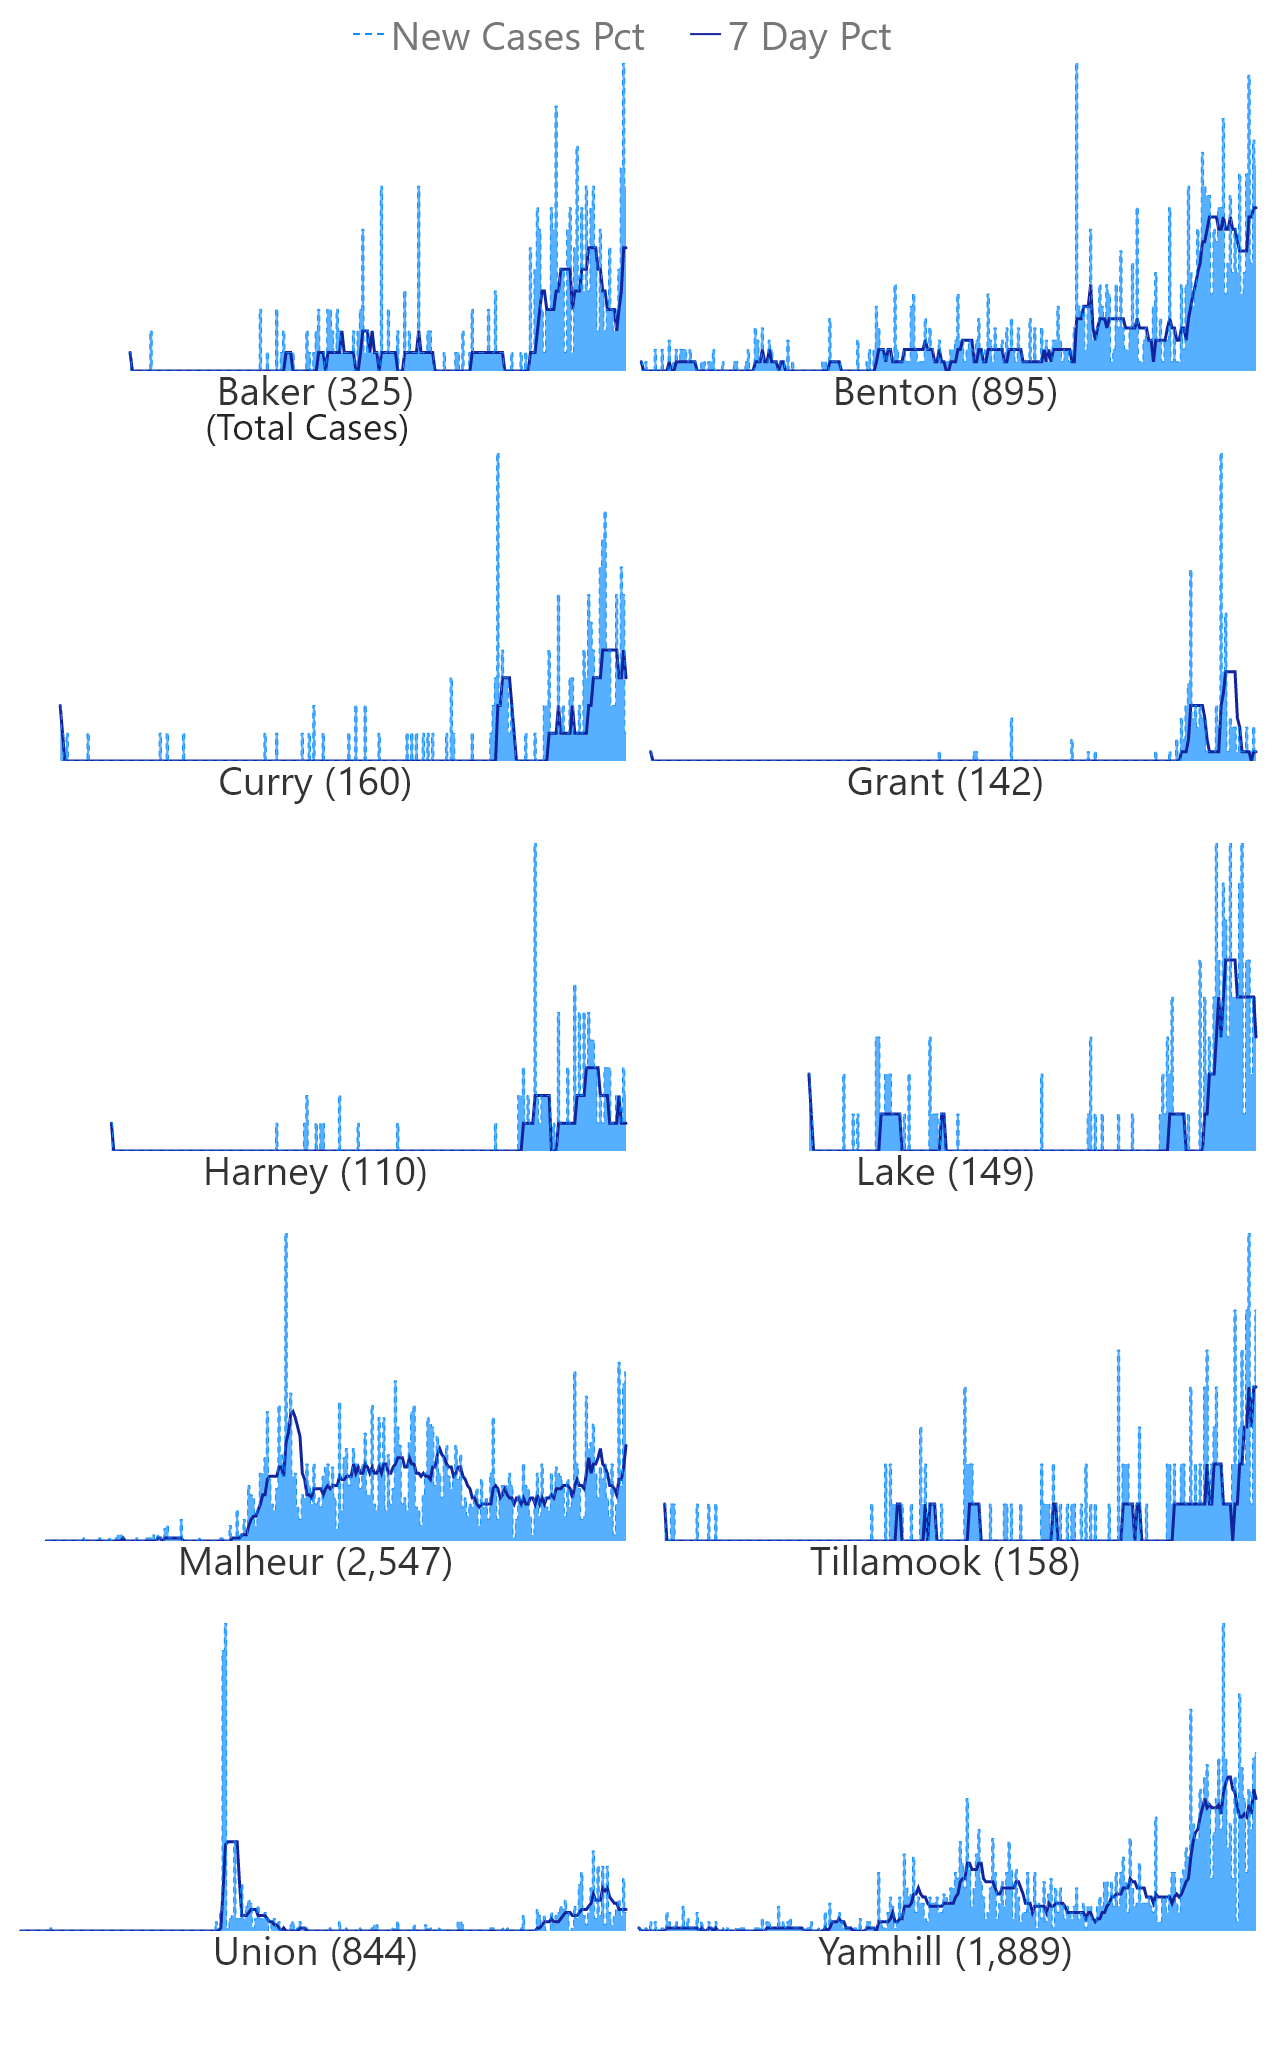 New Cases Pct 7 Day Pct
Baker (325) Benton (895)
(Total Cases)
Curry (160) Grant (142)
Harney (110) Lake (149)
Malheur (2,547) Tillamook (158)
Union (844) Yamhill (1,889)